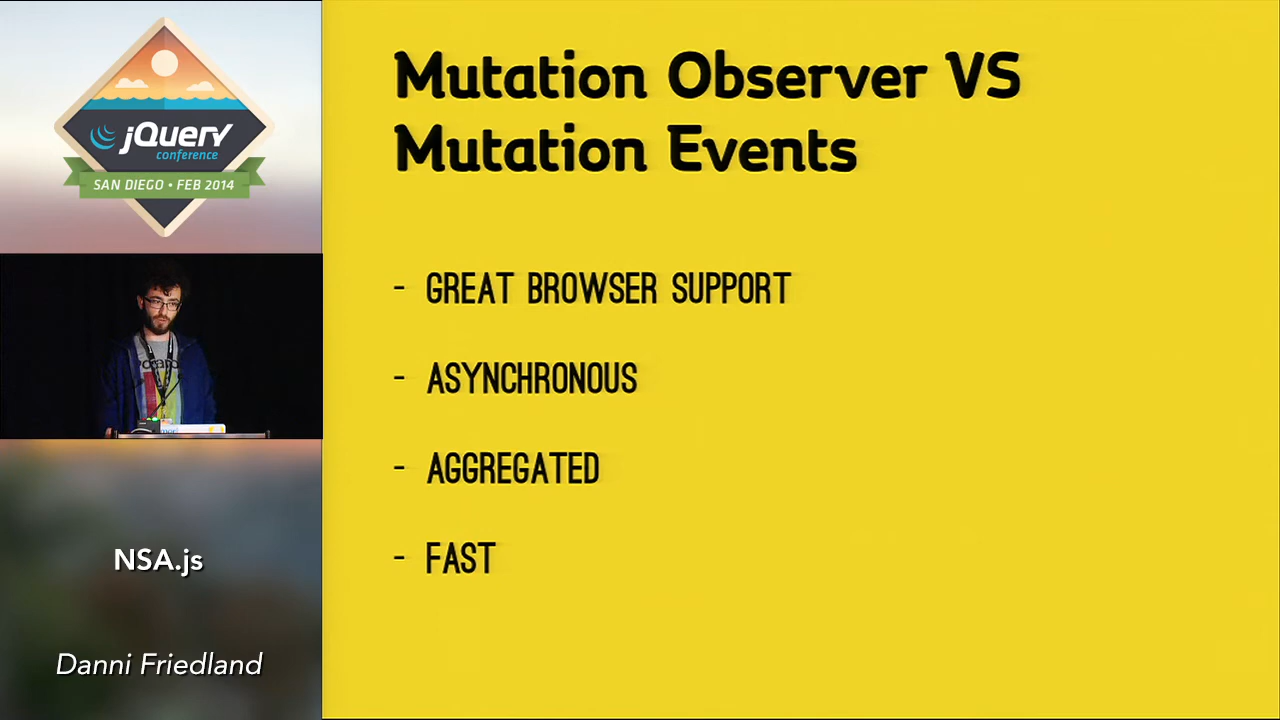 jQuery
conference
SAN DIEGO • FEB 2014
NSA.js
Danni Friedland
Mutation Observer VS
Mutation Events
- GREAT BROWSER SUPPORT
- ASYNCHRONOUS
- AGGREGATED
- FAST